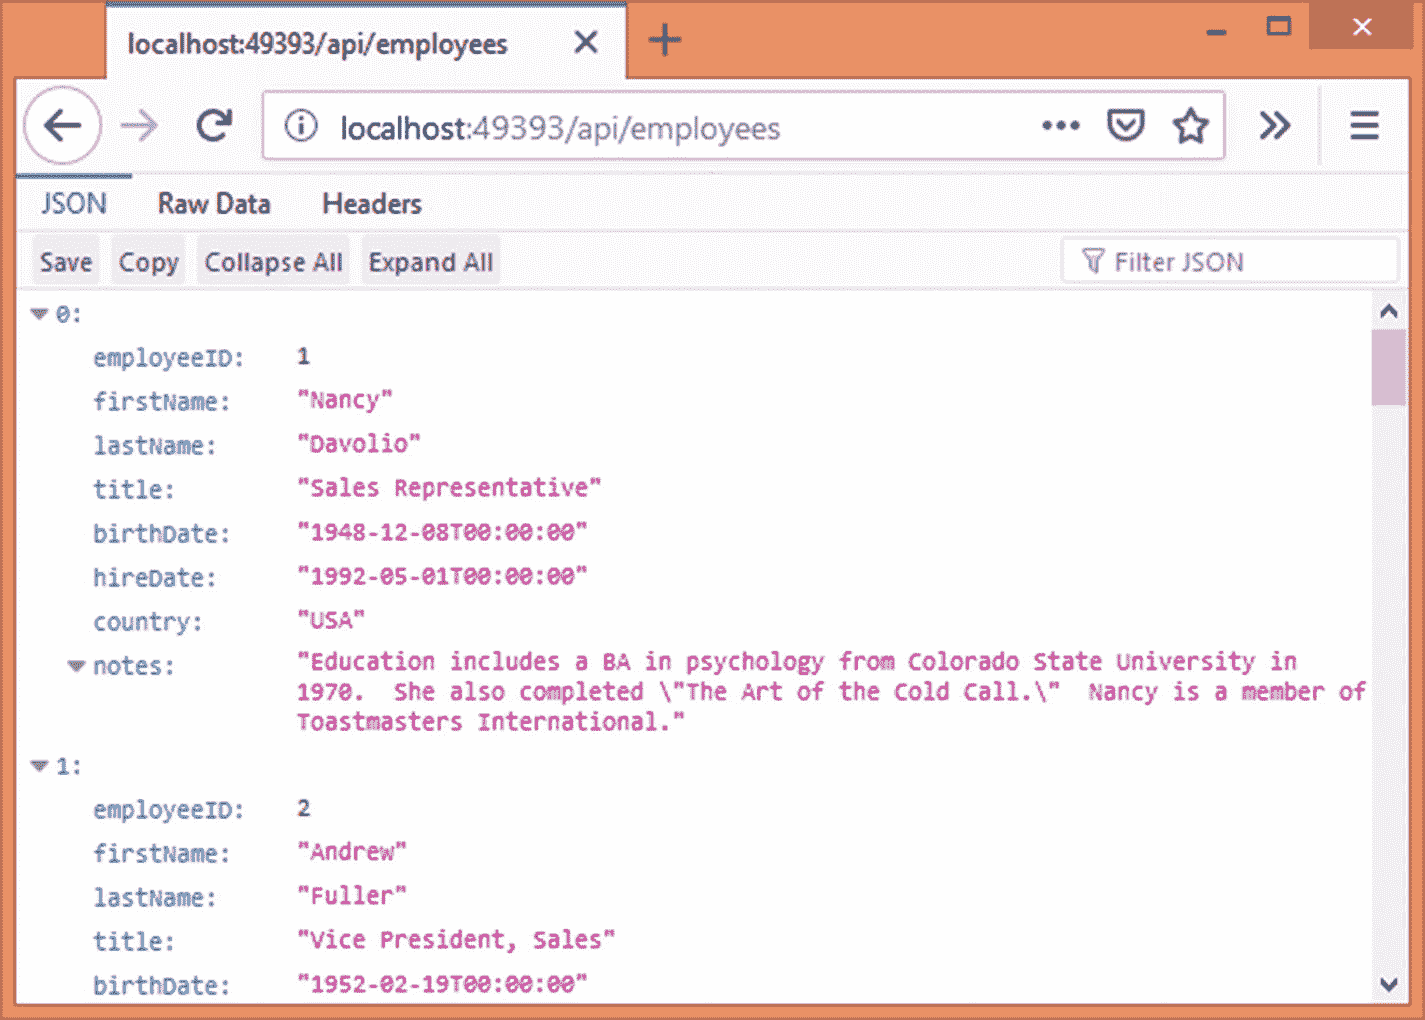 localhost:49393/api/employees
localhost:49393/api/employees
JSON Raw Data Headers
Save Copy Collapse All Expand All Filter JSON
0:
employeeID: 1
firstName: "Nancy"
lastName: "Davolio"
title: "Sales Representative"
birthDate: "1948-12-08T00:00:00"
hireDate: "1992-05-01T00:00:00"
country: "USA"
notes: "Education includes a BA in psychology from Colorado State University in
1970.  She also completed \"The Art of the Cold Call.\"  Nancy is a member of
Toastmasters International."
1:
employeeID: 2
firstName: "Andrew"
lastName: "Fuller"
title: "Vice President, Sales"
birthDate: "1952-02-19T00:00:00"